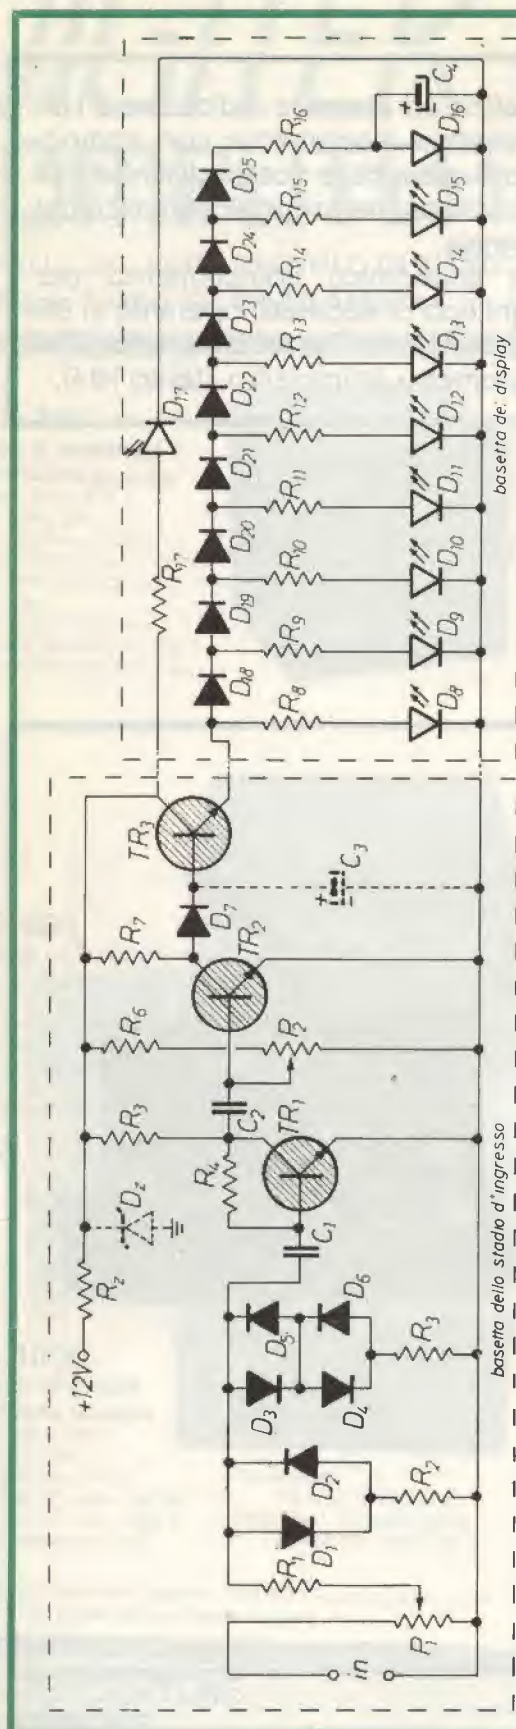 in
P1
R1
D1
D2
R2
D3
D5
D4
D6
R3
+12V
Rz
Dz
C1
R4
R3
TR1
C2
R6
P2
R7
TR2
D7
TR3
C3
basetta dello stadio d'ingresso
R17
D17
D18
D19
D20
D21
D22
D23
D24
D25
R8
R9
R10
R11
R12
R13
R14
R15
R16
D8
D9
D10
D11
D12
D13
D14
D15
D16
C4
basetta dei display